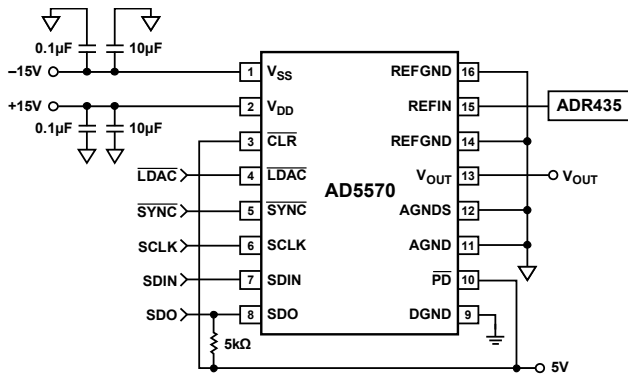 0.1µF 10µF
–15V 1 VSS REFGND 16
+15V 2 VDD REFIN 15 ADR435
0.1µF 10µF
3 CLR REFGND 14
LDAC 4 LDAC VOUT 13 VOUT
AD5570
SYNC 5 SYNC AGNDS 12
SCLK 6 SCLK AGND 11
SDIN 7 SDIN PD 10
SDO 8 SDO DGND 9
5kΩ
5V